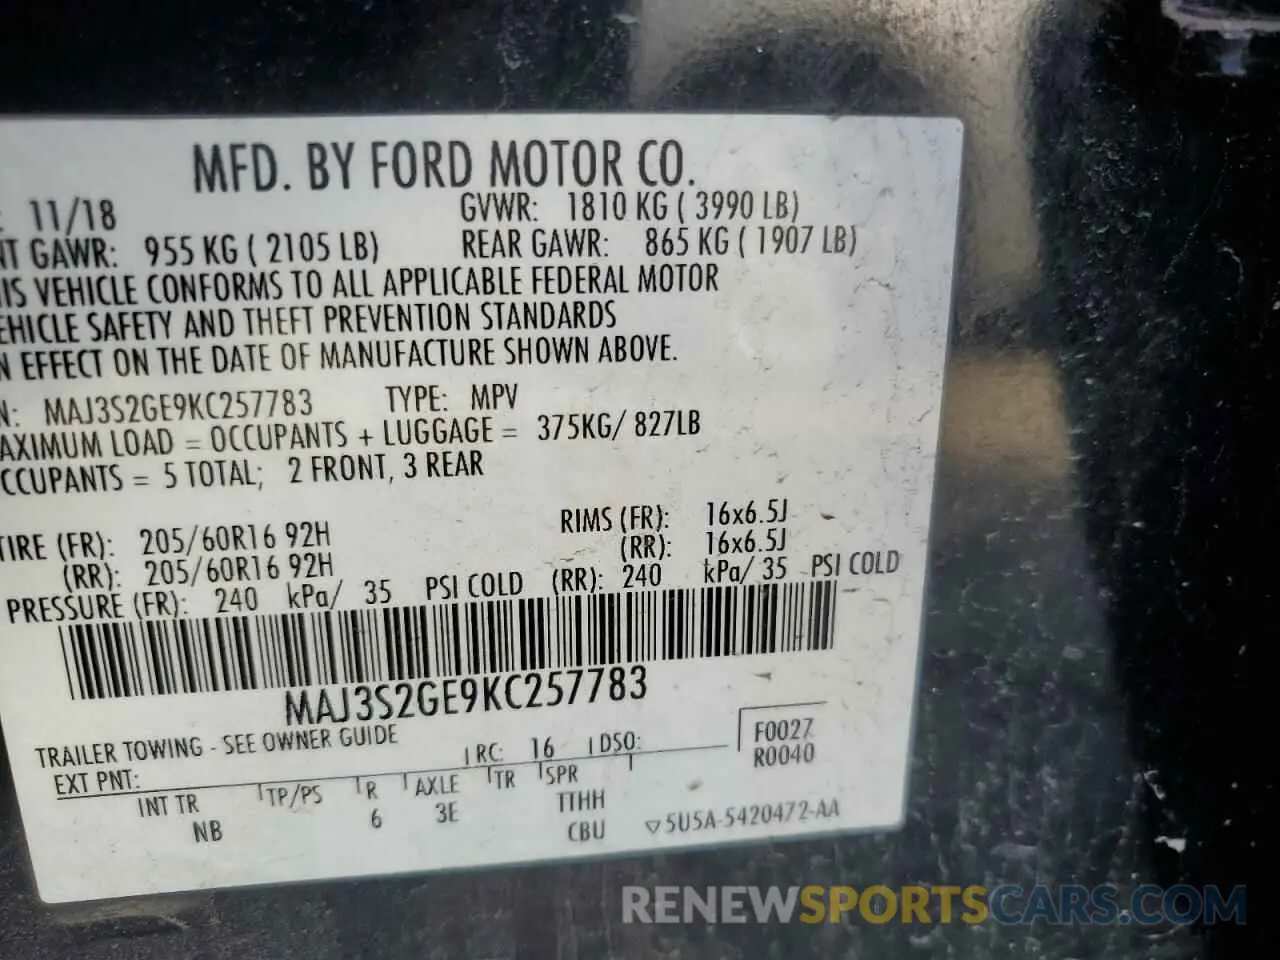 MFD. BY FORD MOTOR CO.
: 11/18 GVWR: 1810 KG ( 3990 LB)
NT GAWR: 955 KG ( 2105 LB) REAR GAWR: 865 KG ( 1907 LB)
IS VEHICLE CONFORMS TO ALL APPLICABLE FEDERAL MOTOR
EHICLE SAFETY AND THEFT PREVENTION STANDARDS
N EFFECT ON THE DATE OF MANUFACTURE SHOWN ABOVE.
N: MAJ3S2GE9KC257783 TYPE: MPV
AXIMUM LOAD = OCCUPANTS + LUGGAGE = 375KG/ 827LB
CCUPANTS = 5 TOTAL; 2 FRONT, 3 REAR
TIRE (FR): 205/60R16 92H RIMS (FR): 16x6.5J
(RR): 205/60R16 92H (RR): 16x6.5J
PRESSURE (FR): 240 kPa/ 35 PSI COLD (RR): 240 kPa/ 35 PSI COLD
MAJ3S2GE9KC257783
TRAILER TOWING - SEE OWNER GUIDE
EXT PNT: RC: 16 DSO: F0027
R0040
INT TR TP/PS R AXLE TR SPR
NB 6 3E TTHH
CBU ▽5U5A-5420472-AA
RENEWSPORTSCARS.COM